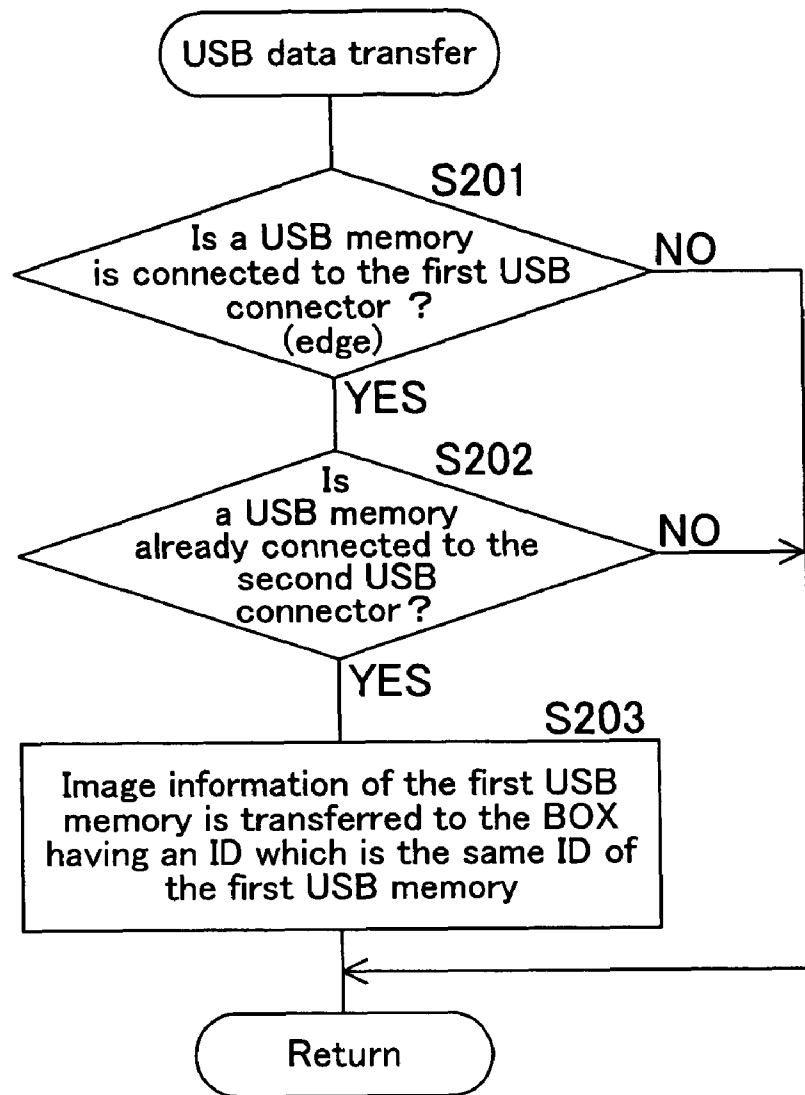 USB data transfer
S201
Is a USB memory
is connected to the first USB
connector ?
(edge)
NO
YES
S202
Is
a USB memory
already connected to the
second USB
connector ?
NO
YES
S203
Image information of the first USB
memory is transferred to the BOX
having an ID which is the same ID of
the first USB memory
Return